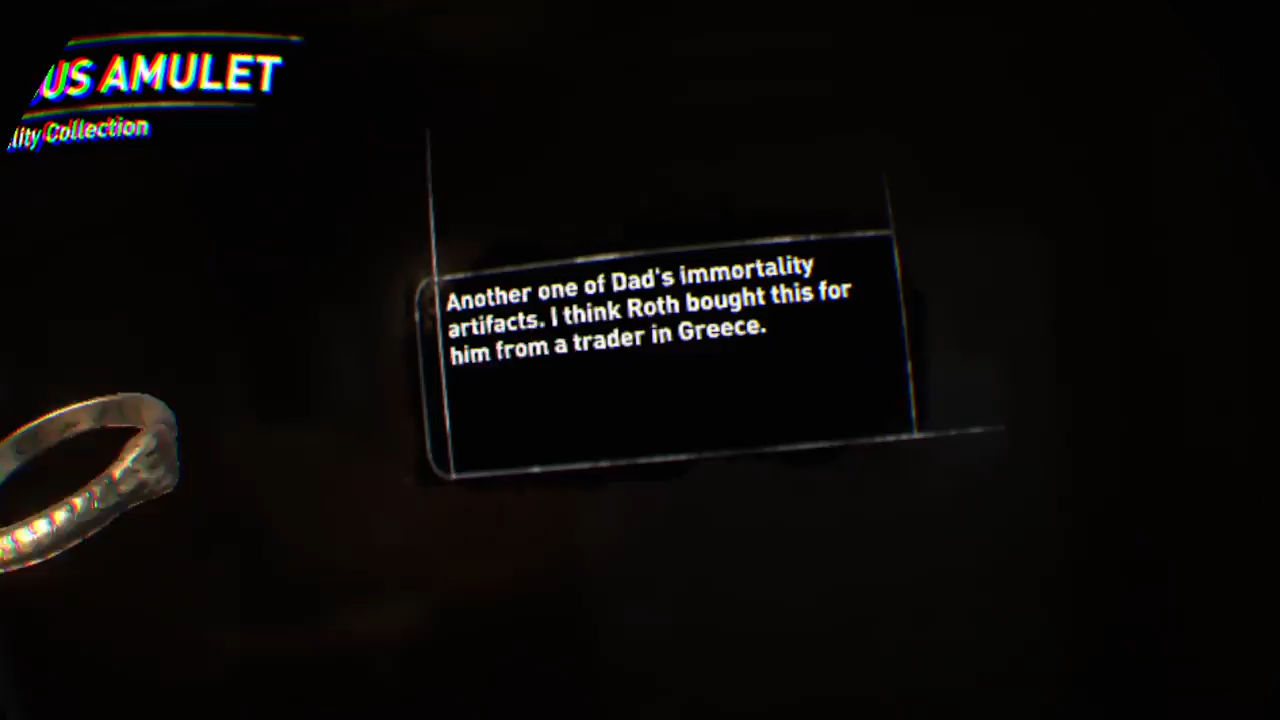 US AMULET
lity Collection
Another one of Dad's immortality
artifacts. I think Roth bought this for
him from a trader in Greece.